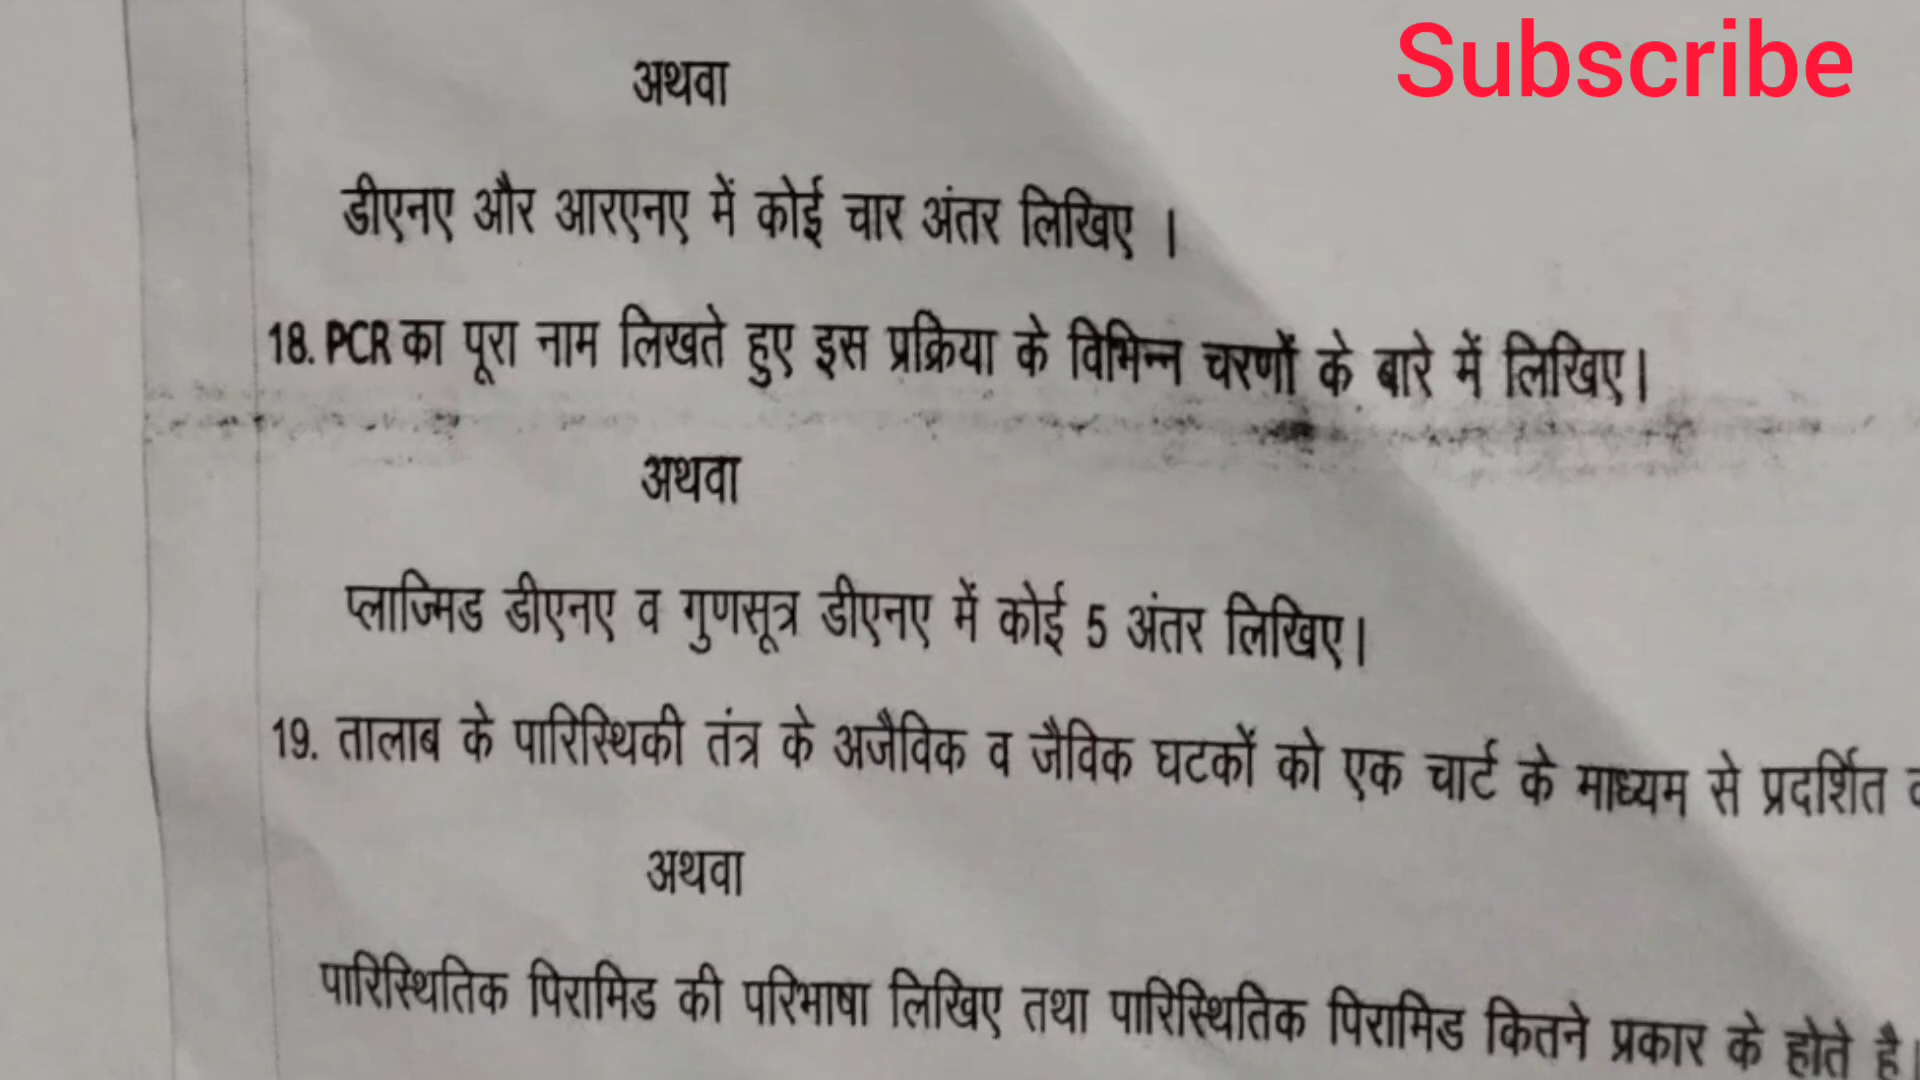 Subscribe
अथवा
डीएनए और आरएनए में कोई चार अंतर लिखिए ।
18. PCR का पूरा नाम लिखते हुए इस प्रक्रिया के विभिन्न चरणों के बारे में लिखिए।
अथवा
प्लाज्मिड डीएनए व गुणसूत्र डीएनए में कोई 5 अंतर लिखिए।
19. तालाब के पारिस्थिकी तंत्र के अजैविक व जैविक घटकों को एक चार्ट के माध्यम से प्रदर्शित
अथवा
पारिस्थितिक पिरामिड की परिभाषा लिखिए तथा पारिस्थितिक पिरामिड कितने प्रकार के होते है।